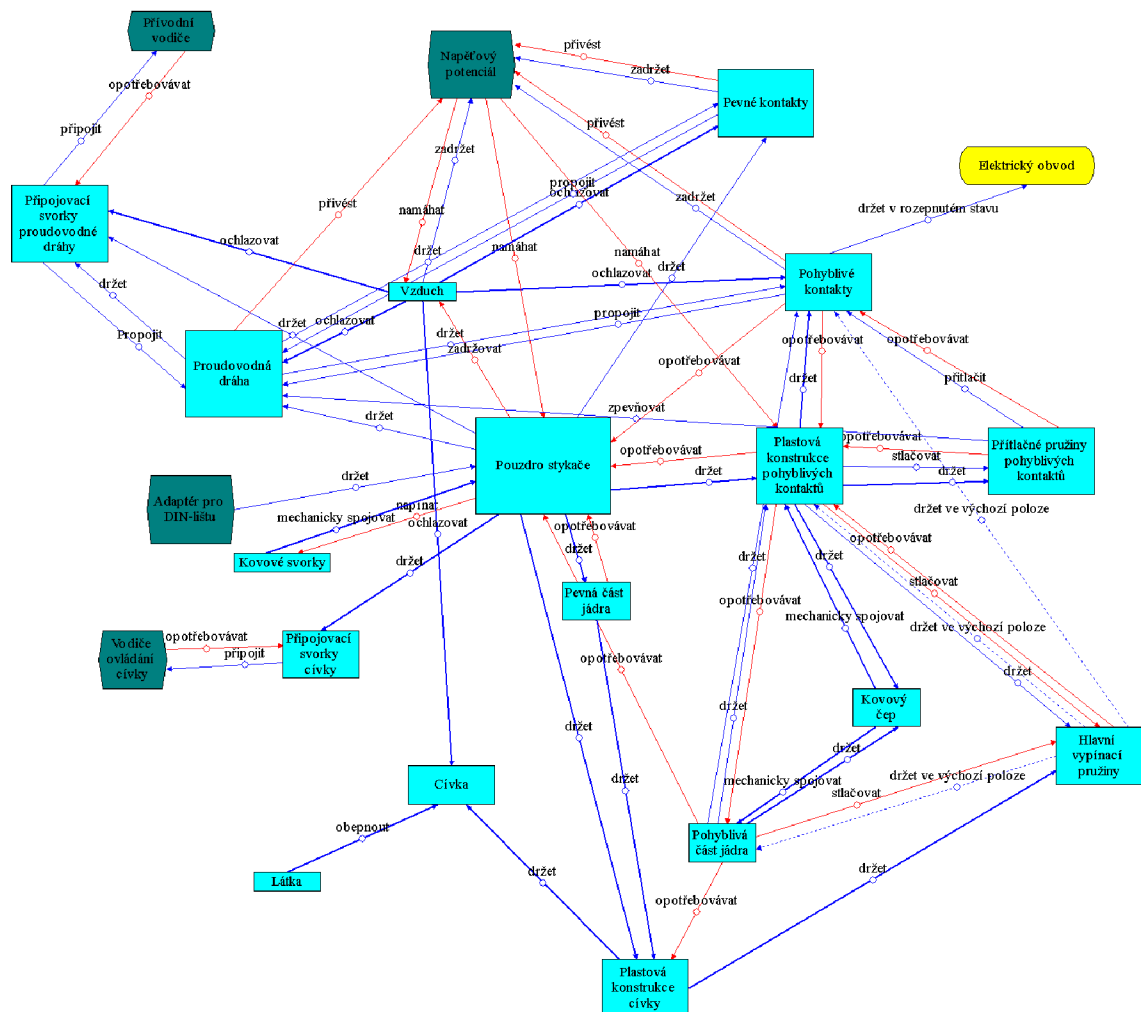 Přívodní
vodiče
Napěťový
potenciál
přivést
zadržet
Pevné kontakty
opotřebovávat
připojit
přivést
zadržet
Elektrický obvod
propojit
ochlazovat
zadržet
Připojovací
svorky
proudovodné
dráhy
přivést
držet v rozepnutém stavu
namáhat
držet
namáhat
namáhat
držet
ochlazovat
ochlazovat
Pohyblivé
kontakty
Vzduch
držet
držet
ochlazovat
propojit
Propojit
držet
opotřebovávat
opotřebovávat
Proudovodná
dráha
zadržovat
opotřebovávat
držet
přitlačit
držet
zpevňovat
Pouzdro stykače
Plastová
konstrukce
pohyblivých
kontaktů
opotřebovávat
opotřebovávat
stlačovat
držet
Přítlačné pružiny
pohyblivých
kontaktů
držet
Adaptér pro
DIN-lištu
držet
napínat
mechanicky spojovat
ochlazovat
držet ve výchozí poloze
Kovové svorky
držet
opotřebovávat
držet
Pevná část
jádra
držet
držet
opotřebovávat
opotřebovávat
stlačovat
mechanicky spojovat
Vodiče
ovládání
cívky
opotřebovávat
připojit
Připojovací
svorky
cívky
opotřebovávat
držet ve výchozí poloze
držet
držet
Kovový
čep
držet
držet
držet
Hlavní
vypínací
pružiny
Cívka
držet
mechanicky spojovat
držet ve výchozí poloze
stlačovat
obepnout
Pohyblivá
část jádra
Látka
držet
držet
opotřebovávat
Plastová
konstrukce
cívky